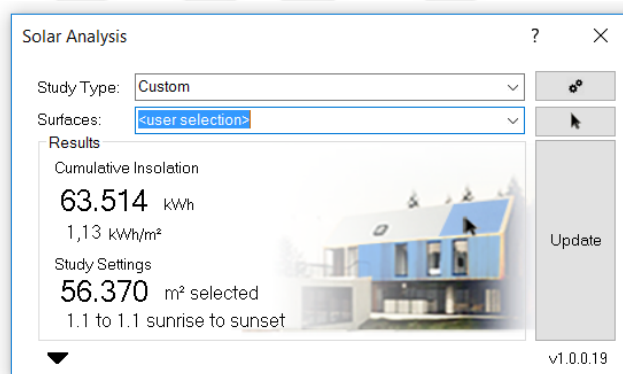 Solar Analysis ?
Study Type: Custom
Surfaces: <user selection>
Results
Cumulative Insolation
63.514 kWh
1,13 kWh/m²
Update
Study Settings
56.370 m² selected
1.1 to 1.1 sunrise to sunset
v1.0.0.19